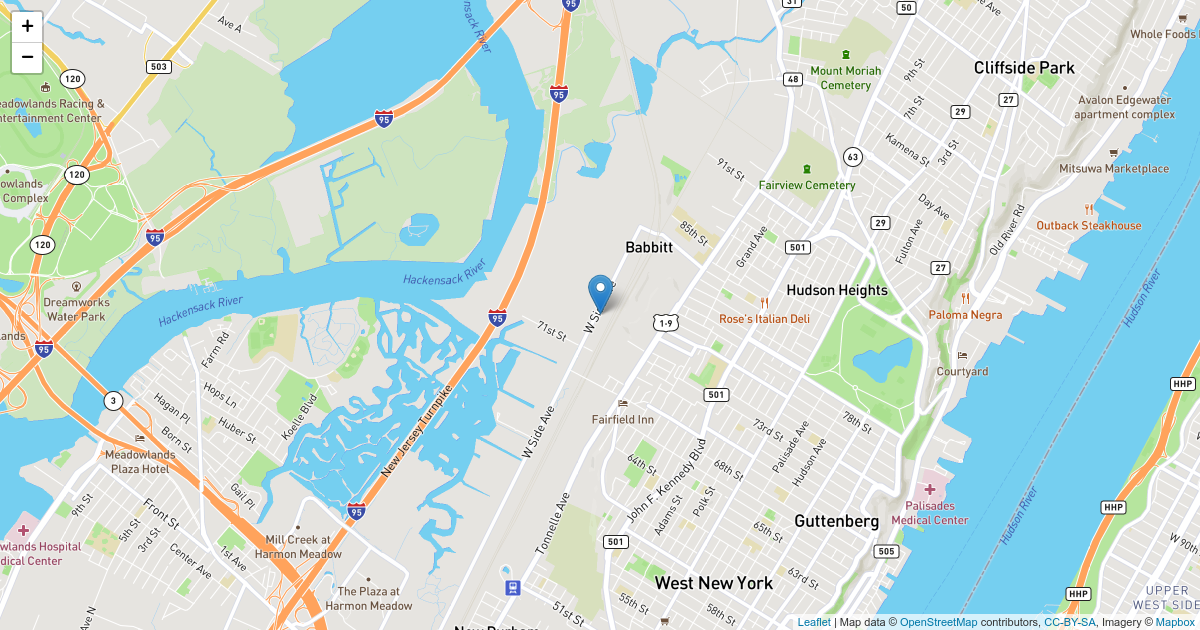 +
−
Ave A
503
120
95
nsack River
95
31
50
ve Ave
Whole Foods
Cliffside Park
Mount Moriah
Cemetery
48
9th St
7th St
27
29
Avalon Edgewater
apartment complex
eadowlands Racing &
ntertainment Center
95
95
120
owlands
Complex
63
Kamena St
3rd St
Mitsuwa Marketplace
91st St
Fairview Cemetery
Day Ave
Old River Rd
Outback Steakhouse
120
95
85th St
Babbitt
Grand Ave
501
29
Fulton Ave
27
Hackensack River
Hackensack River
Dreamworks
Water Park
Hudson Heights
Hudson River
Paloma Negra
Rose's Italian Deli
1-9
95
71st St
W Side
lands
95
Farm Rd
Courtyard
HHP
3
Hops Ln
Hagan Pl
Huber St
Koelle Blvd
Born St
New Jersey Turnpike
W Side Ave
Fairfield Inn
501
73rd St
78th St
Palisade Ave
Hudson Ave
Meadowlands
Plaza Hotel
64th St
68th St
John F. Kennedy Blvd
Adams St
Polk St
Gail Pl
9th St
5th St
3rd St
Front St
95
Tonnelle Ave
65th St
Guttenberg
Palisades
Medical Center
Hudson River
HHP
wlands Hospital
dical Center
Mill Creek at
Harmon Meadow
Center Ave
1st Ave
501
505
W 90th
The Plaza at
Harmon Meadow
West New York
63rd St
HHP
UPPER
WEST SIDE
51st St
55th St
58th St
New Durham
ve N
Leaflet | Map data © OpenStreetMap contributors, CC-BY-SA, Imagery © Mapbox